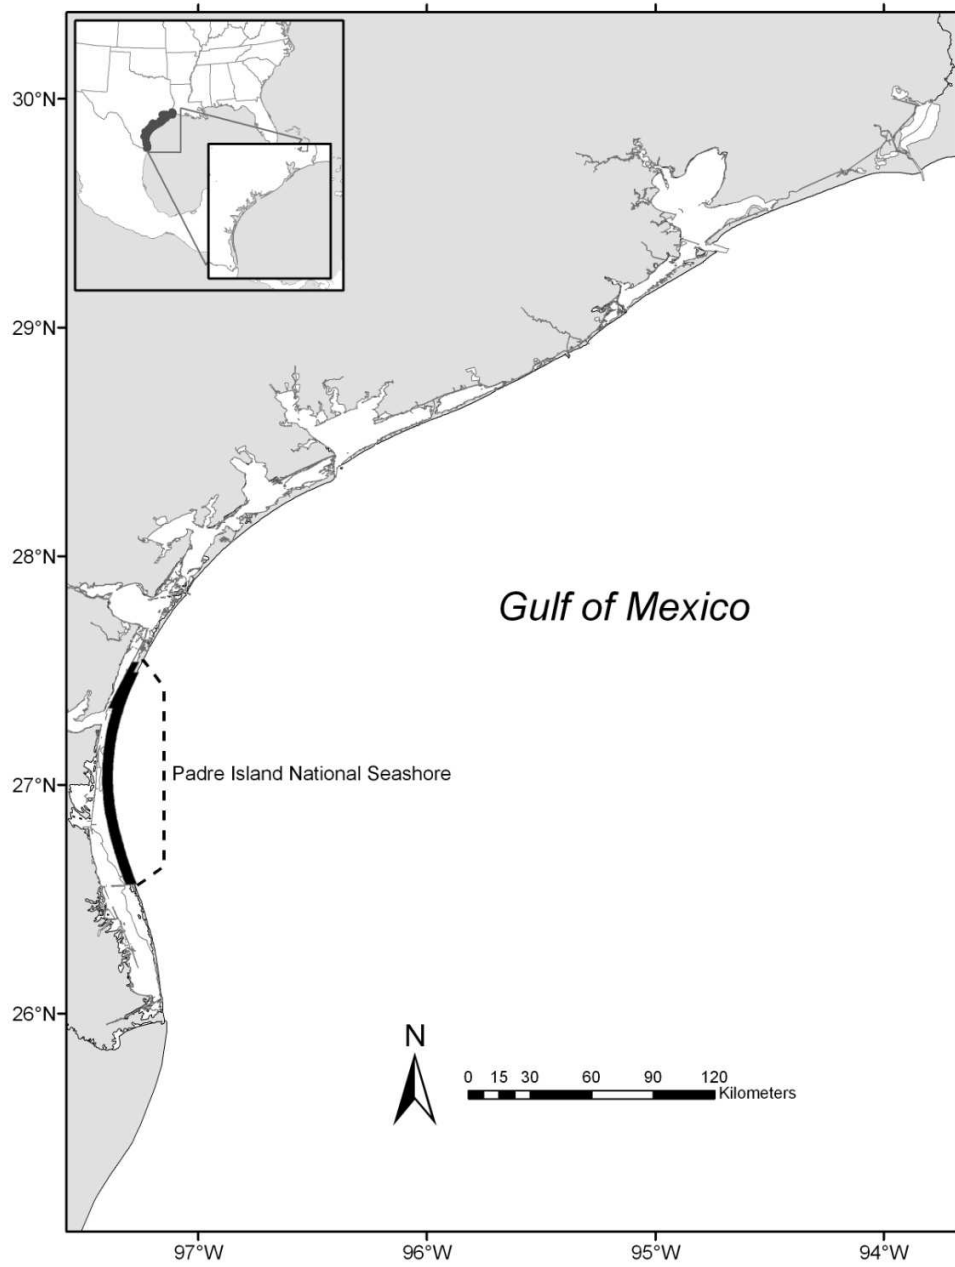 30°N
29°N
28°N
Gulf of Mexico
Padre Island National Seashore
27°N
26°N
N
0 15 30 60 90 120
Kilometers
97°W 96°W 95°W 94°W